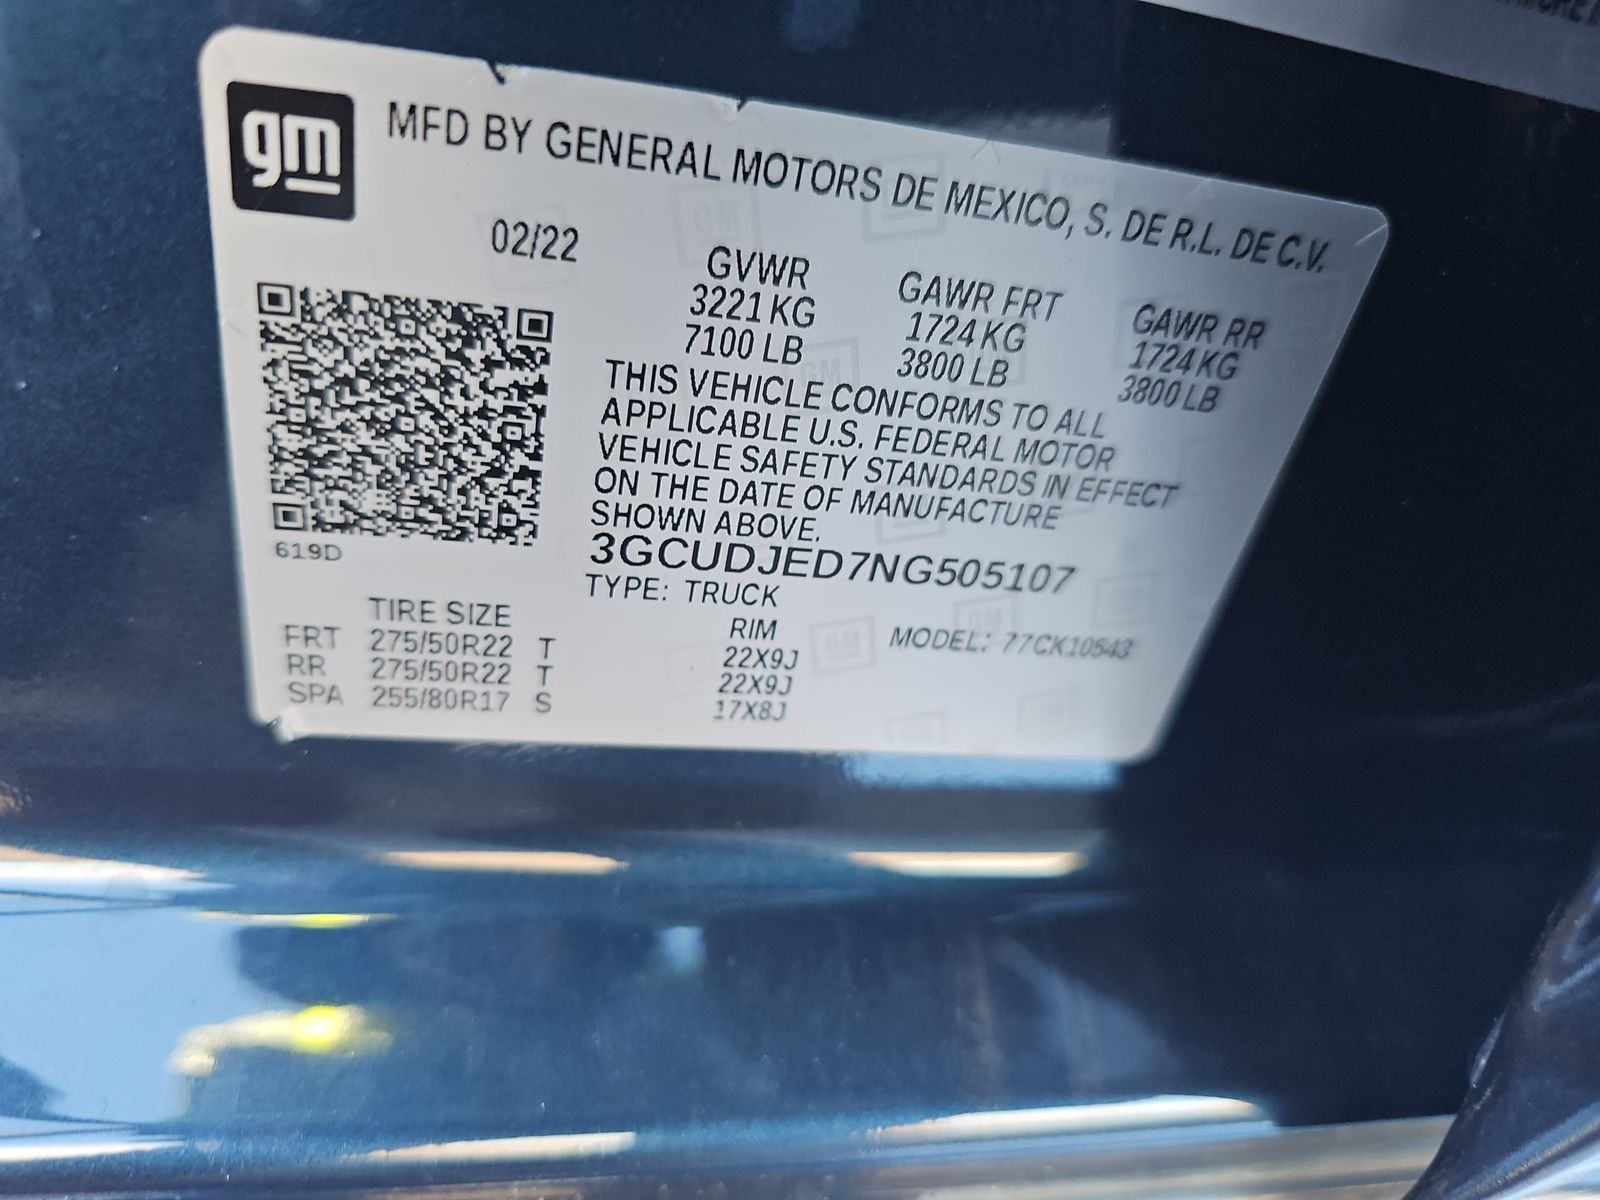 gm
MFD BY GENERAL MOTORS DE MEXICO, S. DE R.L. DE C.V.
02/22
GVWR GAWR FRT GAWR RR
3221 KG 1724 KG 1724 KG
7100 LB 3800 LB 3800 LB
THIS VEHICLE CONFORMS TO ALL
APPLICABLE U.S. FEDERAL MOTOR
VEHICLE SAFETY STANDARDS IN EFFECT
ON THE DATE OF MANUFACTURE
SHOWN ABOVE.
619D
3GCUDJED7NG505107
TYPE: TRUCK
MODEL: 77CK10543
TIRE SIZE RIM
FRT 275/50R22 T 22X9J
RR 275/50R22 T 22X9J
SPA 255/80R17 S 17X8J